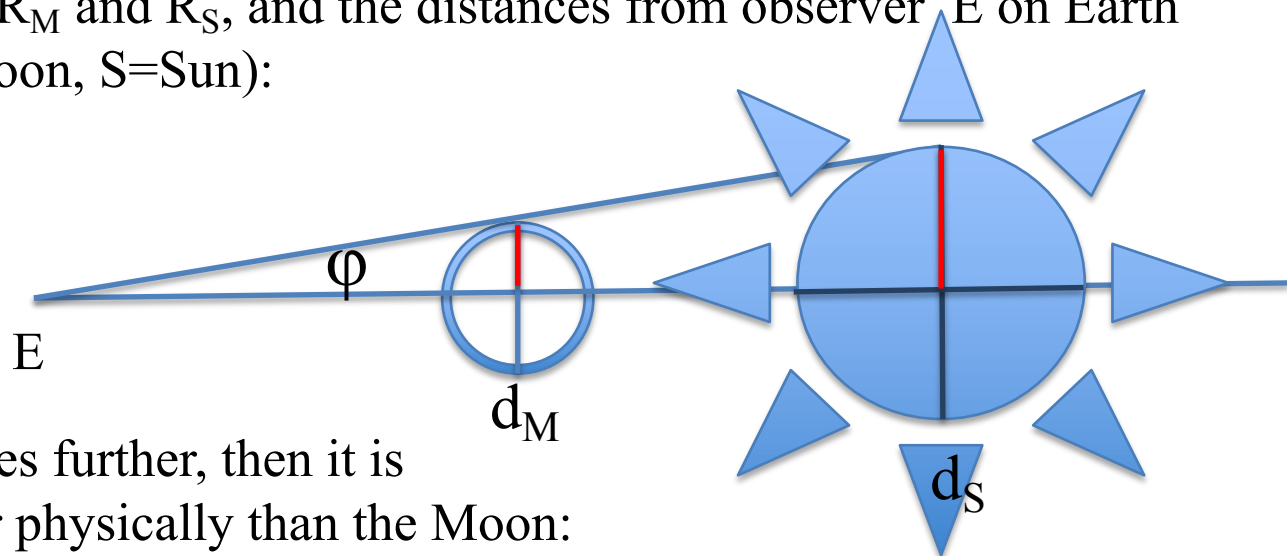 R_M and R_S, and the distances from observer E on Earth
oon, S=Sun):
φ
E
d_M
es further, then it is
physically than the Moon:
d_S